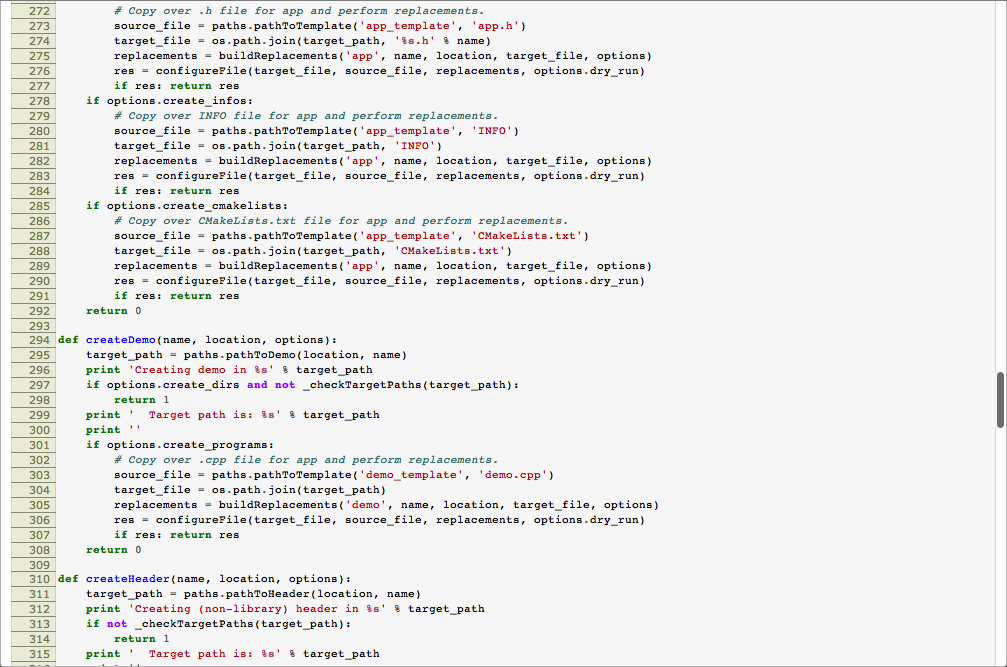 272         # Copy over .h file for app and perform replacements.
273         source_file = paths.pathToTemplate('app_template', 'app.h')
274         target_file = os.path.join(target_path, '%s.h' % name)
275         replacements = buildReplacements('app', name, location, target_file, options)
276         res = configureFile(target_file, source_file, replacements, options.dry_run)
277         if res: return res
278     if options.create_infos:
279         # Copy over INFO file for app and perform replacements.
280         source_file = paths.pathToTemplate('app_template', 'INFO')
281         target_file = os.path.join(target_path, 'INFO')
282         replacements = buildReplacements('app', name, location, target_file, options)
283         res = configureFile(target_file, source_file, replacements, options.dry_run)
284         if res: return res
285     if options.create_cmakelists:
286         # Copy over CMakeLists.txt file for app and perform replacements.
287         source_file = paths.pathToTemplate('app_template', 'CMakeLists.txt')
288         target_file = os.path.join(target_path, 'CMakeLists.txt')
289         replacements = buildReplacements('app', name, location, target_file, options)
290         res = configureFile(target_file, source_file, replacements, options.dry_run)
291         if res: return res
292     return 0
293
294 def createDemo(name, location, options):
295     target_path = paths.pathToDemo(location, name)
296     print 'Creating demo in %s' % target_path
297     if options.create_dirs and not _checkTargetPaths(target_path):
298         return 1
299     print '  Target path is: %s' % target_path
300     print ''
301     if options.create_programs:
302         # Copy over .cpp file for app and perform replacements.
303         source_file = paths.pathToTemplate('demo_template', 'demo.cpp')
304         target_file = os.path.join(target_path)
305         replacements = buildReplacements('demo', name, location, target_file, options)
306         res = configureFile(target_file, source_file, replacements, options.dry_run)
307         if res: return res
308     return 0
309
310 def createHeader(name, location, options):
311     target_path = paths.pathToHeader(location, name)
312     print 'Creating (non-library) header in %s' % target_path
313     if not _checkTargetPaths(target_path):
314         return 1
315     print '  Target path is: %s' % target_path